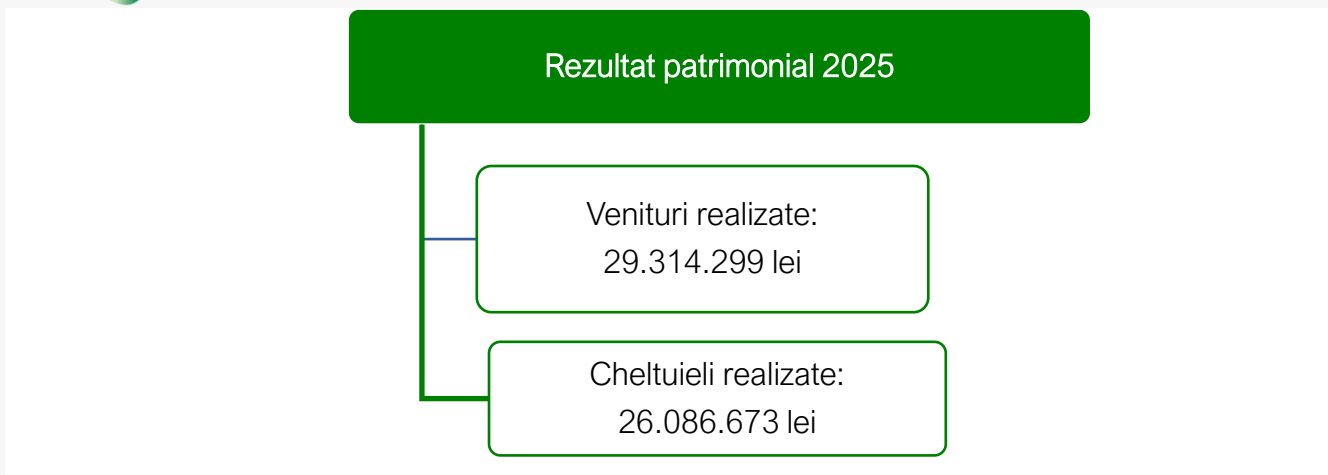 Rezultat patrimonial 2025
Venituri realizate:
29.314.299 lei
Cheltuieli realizate:
26.086.673 lei